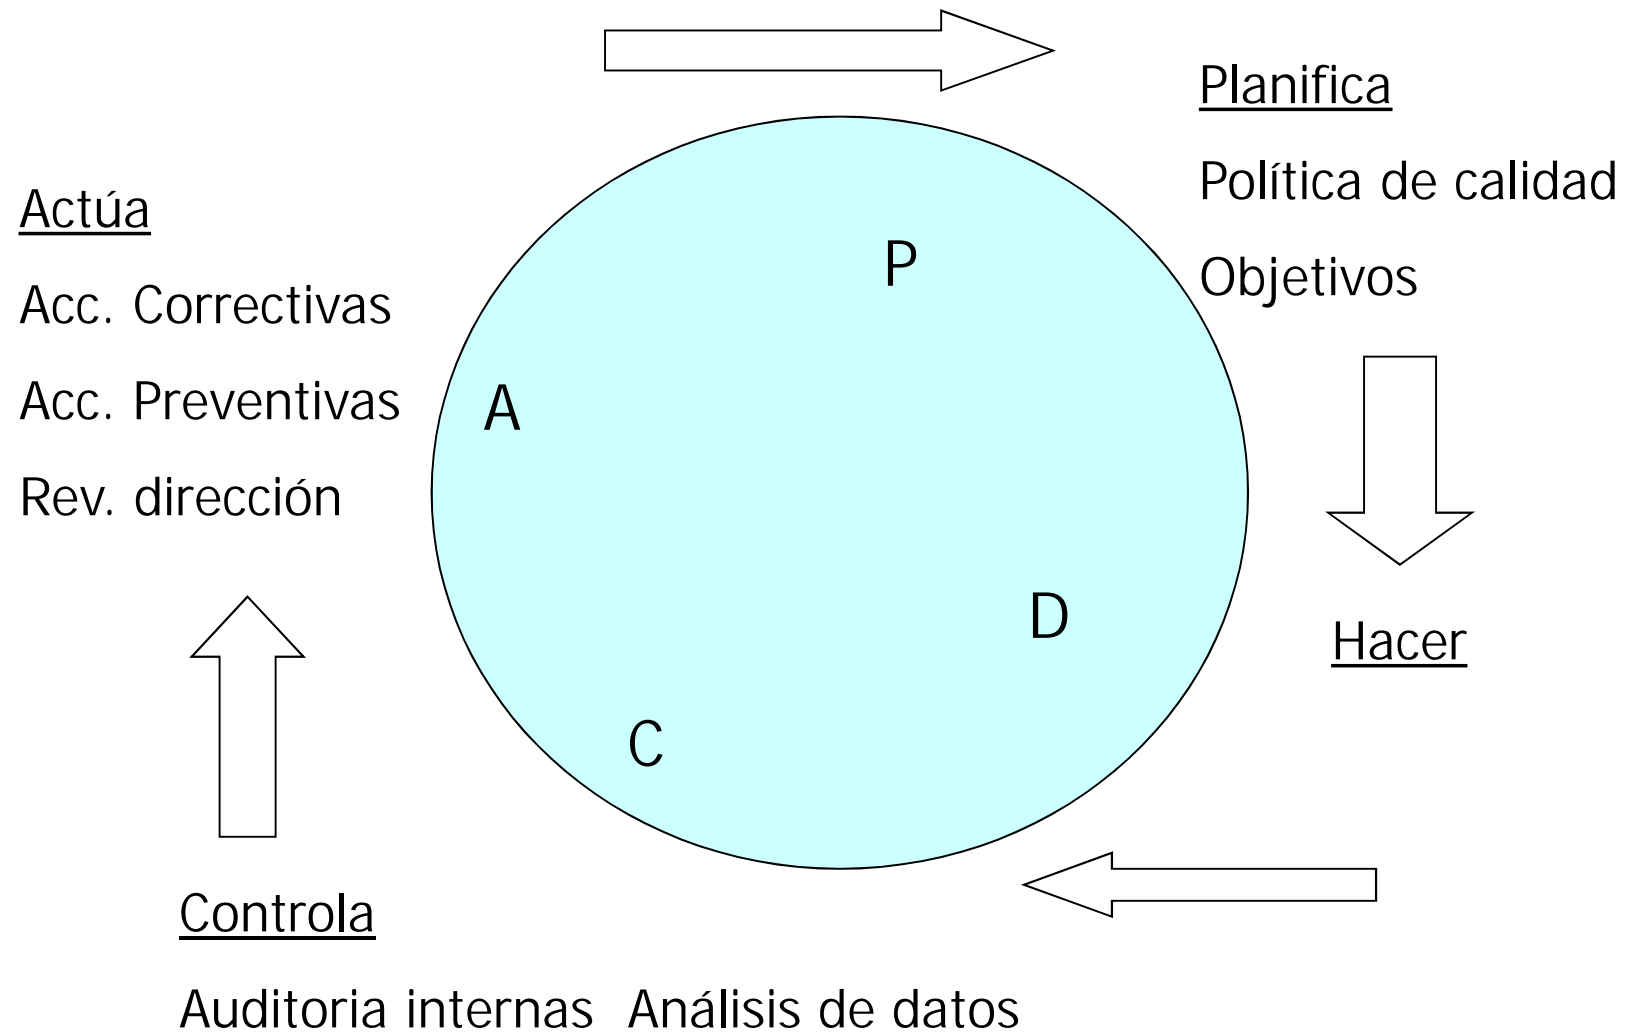 Planifica
Política de calidad
Objetivos
Actúa
Acc. Correctivas
Acc. Preventivas
Rev. dirección
P
A
D
C
Hacer
Controla
Auditoria internas Análisis de datos